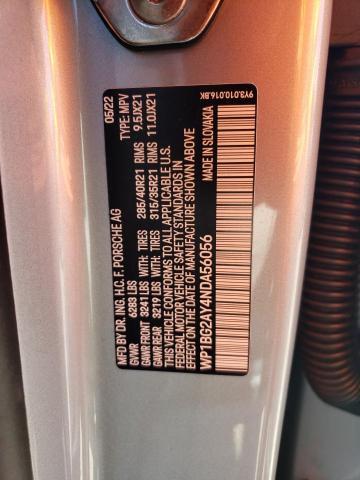 9Y3.010.016.BK
MFD BY DR. ING. H.C. F. PORSCHE AG 05/22
GVWR 6283 LBS TYPE: MPV
GAWR FRONT 3241 LBS WITH TIRES 285/40R21 RIMS 9.5JX21
GAWR REAR 3219 LBS WITH TIRES 315/35R21 RIMS 11.0JX21
THIS VEHICLE CONFORMS TO ALL APPLICABLE U.S.
FEDERAL MOTOR VEHICLE SAFETY STANDARDS IN
EFFECT ON THE DATE OF MANUFACTURE SHOWN ABOVE
WP1BG2AY4NDA56056 MADE IN SLOVAKIA